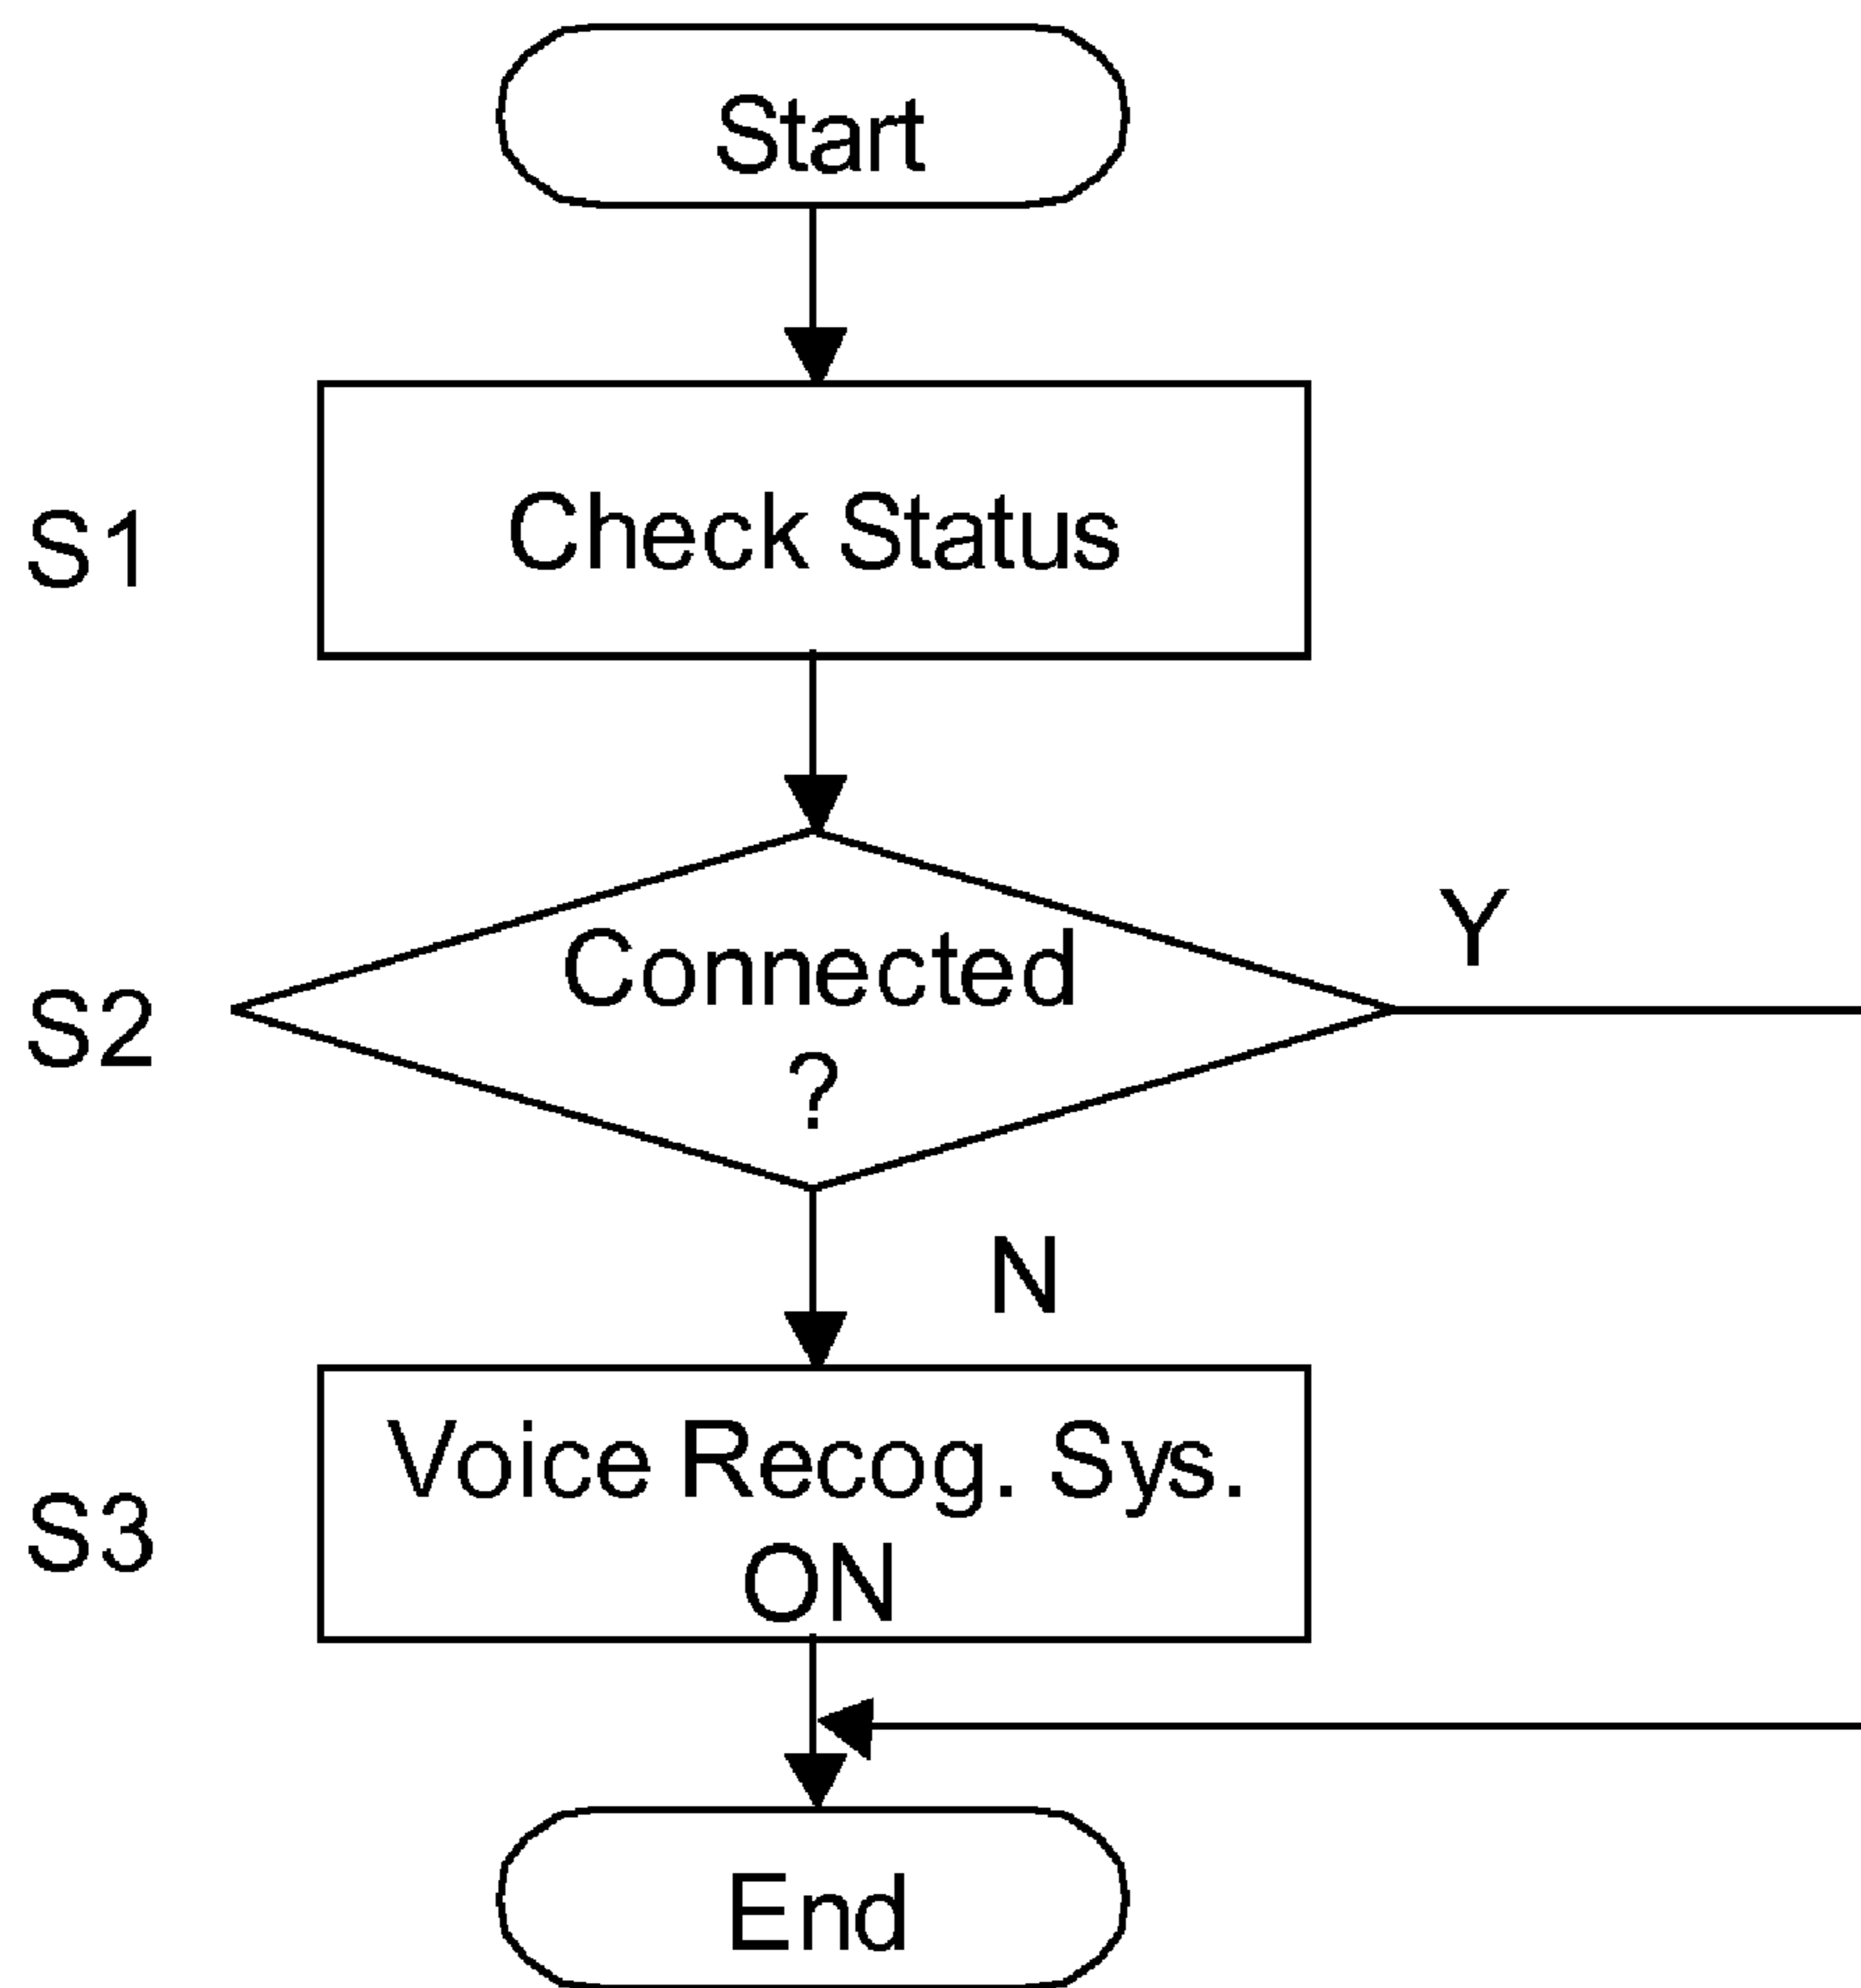 Start
S1
Check Status
Connected
Y
S2
?
N
Voice Recog. Sys.
S3
ON
End